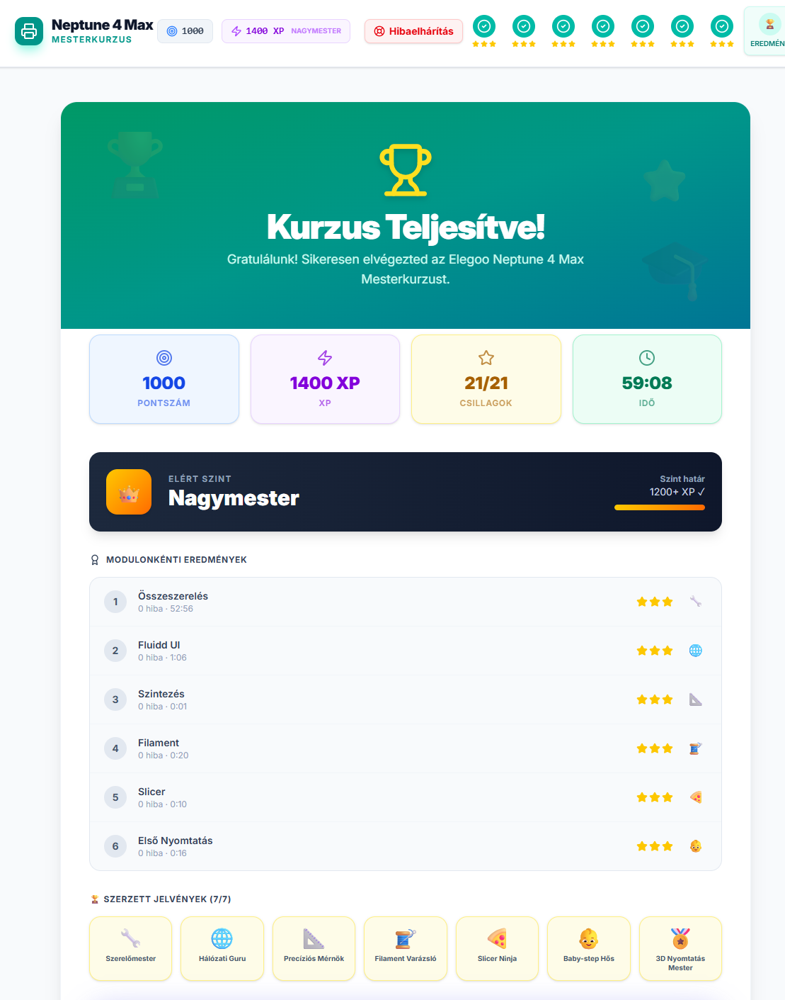 Neptune 4 Max
MESTERKURZUS
1000
1400 XP NAGYMESTER
Hibaelhárítás
EREDMÉN
Kurzus Teljesítve!
Gratulálunk! Sikeresen elvégezted az Elegoo Neptune 4 Max
Mesterkurzust.
1000
PONTSZÁM
1400 XP
XP
21/21
CSILLAGOK
59:08
IDŐ
ELÉRT SZINT
Nagymester
Szint határ
1200+ XP ✓
MODULONKÉNTI EREDMÉNYEK
1
Összeszerelés
0 hiba · 52:56
2
Fluidd UI
0 hiba · 1:06
3
Szintezés
0 hiba · 0:01
4
Filament
0 hiba · 0:20
5
Slicer
0 hiba · 0:10
6
Első Nyomtatás
0 hiba · 0:16
SZERZETT JELVÉNYEK (7/7)
Szerelőmester
Hálózati Guru
Precíziós Mérnök
Filament Varázsló
Slicer Ninja
Baby-step Hős
3D Nyomtatás
Mester